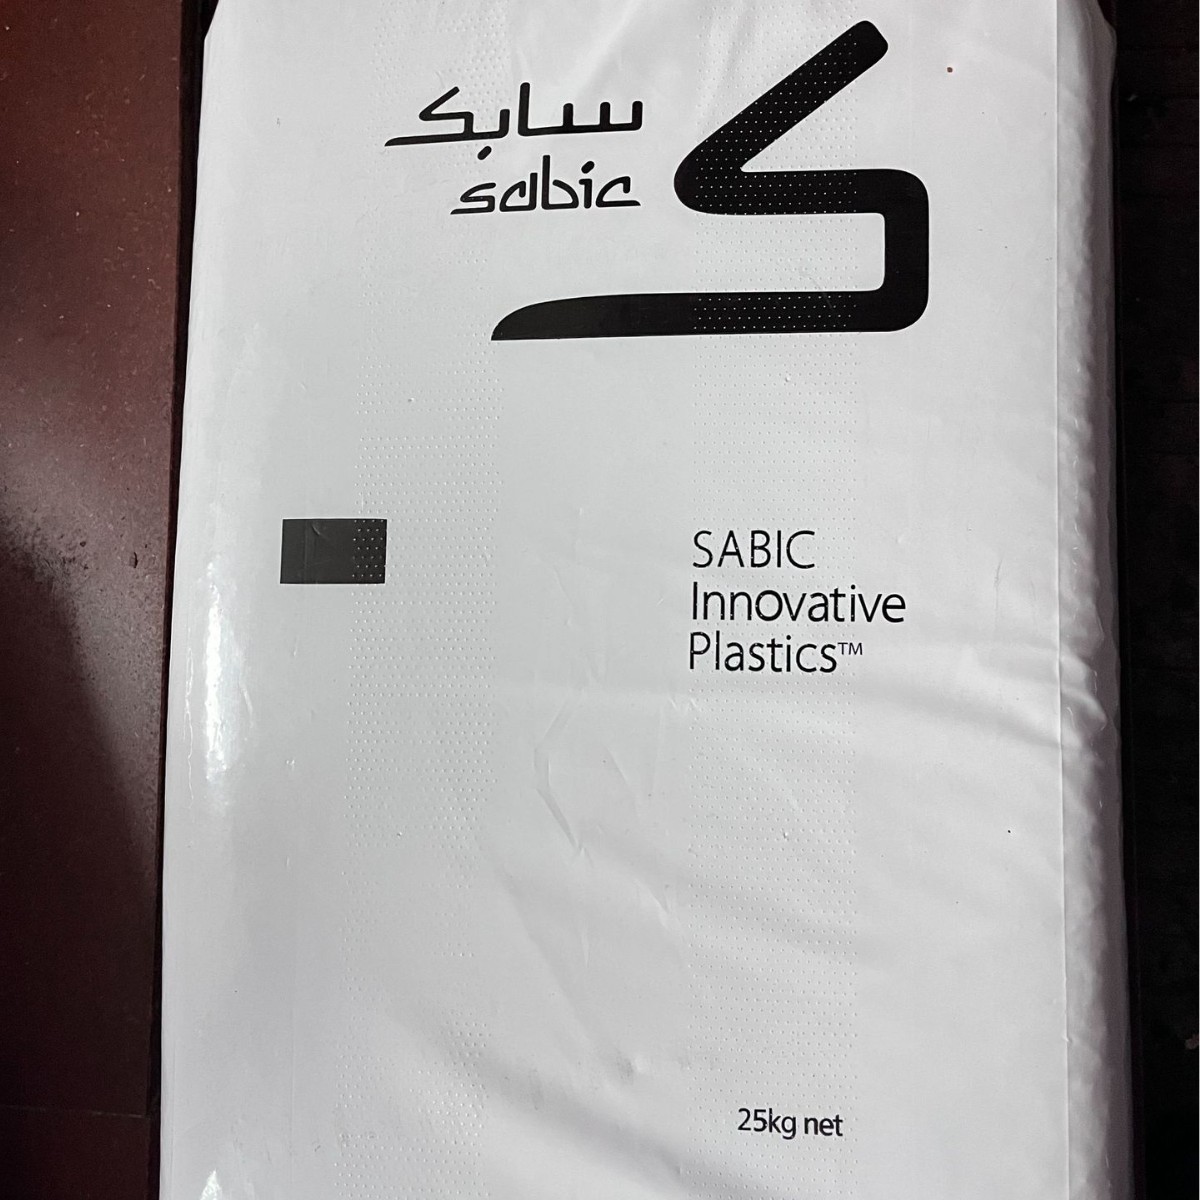 سابك
sabic
SABIC
Innovative
Plastics™
25kg net